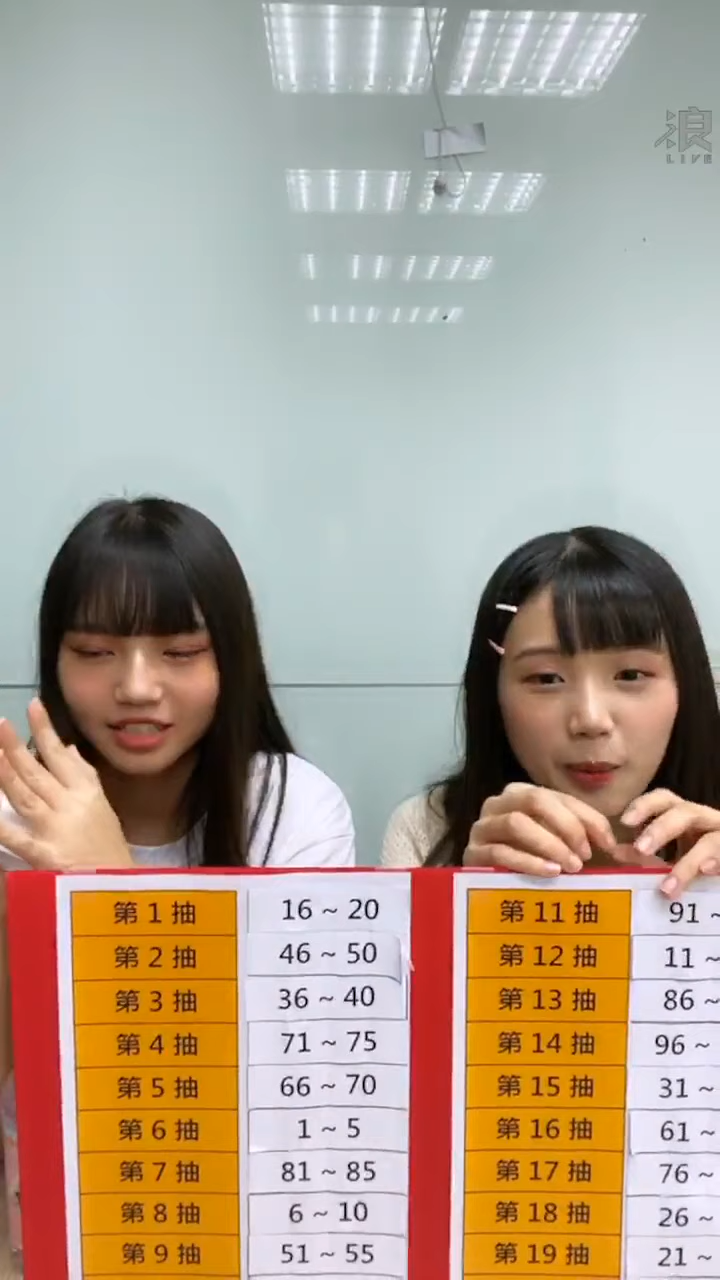 浪
LIVE
第 1 抽 16 ~ 20
第 2 抽 46 ~ 50
第 3 抽 36 ~ 40
第 4 抽 71 ~ 75
第 5 抽 66 ~ 70
第 6 抽 1 ~ 5
第 7 抽 81 ~ 85
第 8 抽 6 ~ 10
第 9 抽 51 ~ 55
第 11 抽 91 ~
第 12 抽 11 ~
第 13 抽 86 ~
第 14 抽 96 ~
第 15 抽 31 ~
第 16 抽 61 ~
第 17 抽 76 ~
第 18 抽 26 ~
第 19 抽 21 ~